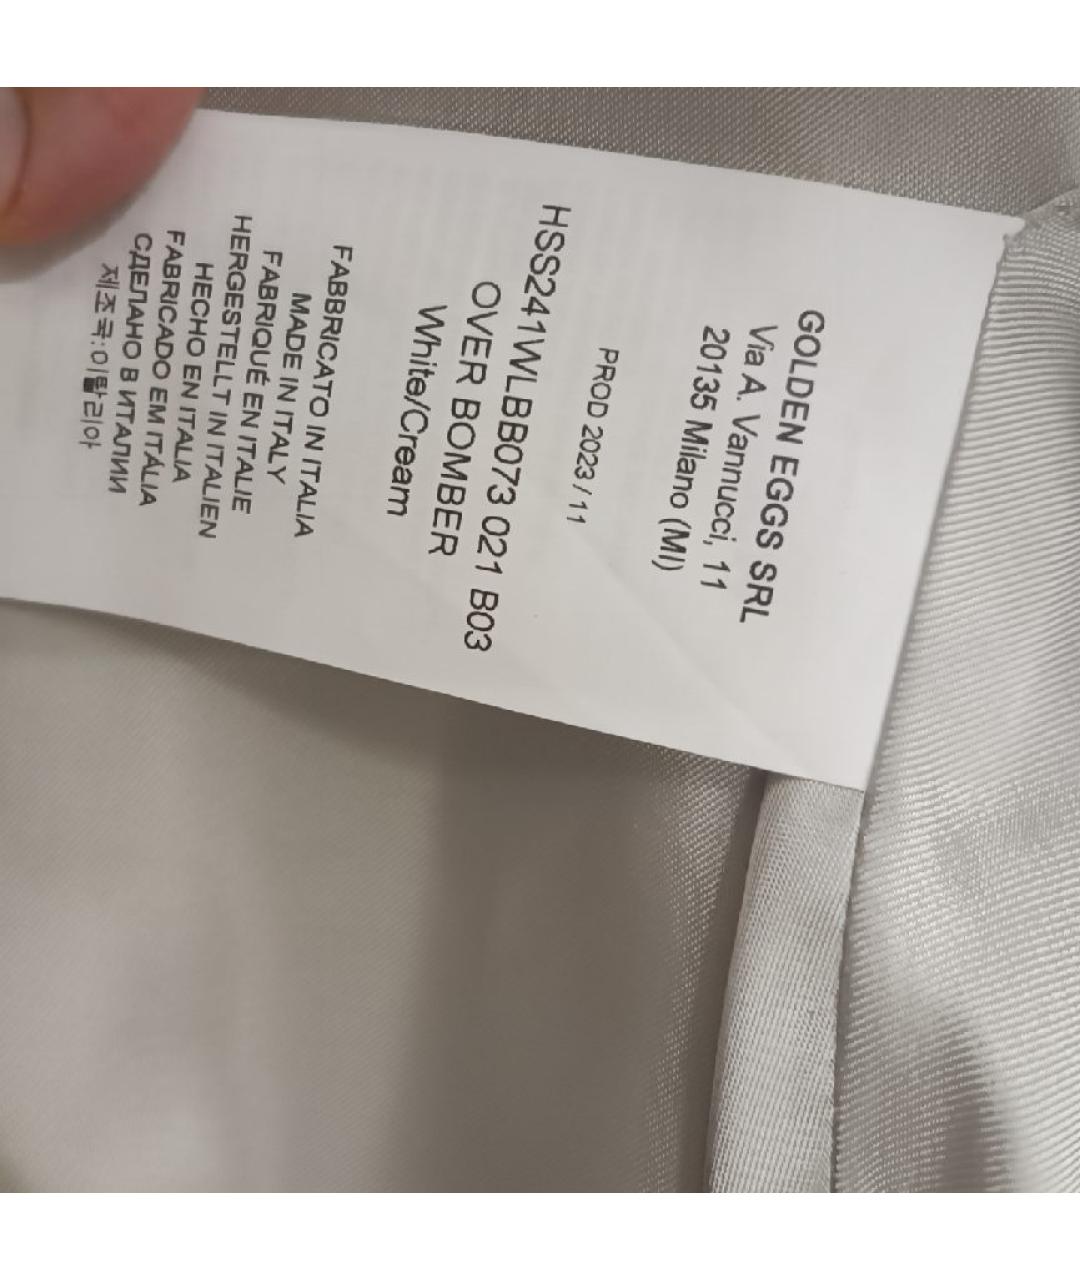 GOLDEN EGGS SRL
Via A. Vannucci, 11
20135 Milano (MI)
PROD 2023 / 11
HSS241WLBB073 021 B03
OVER BOMBER
White/Cream
FABBRICATO IN ITALIA
MADE IN ITALY
FABRIQUÉ EN ITALIE
HERGESTELLT IN ITALIEN
HECHO EN ITALIA
FABRICADO EM ITÁLIA
СДЕЛАНО В ИТАЛИИ
제조국:이탈리아